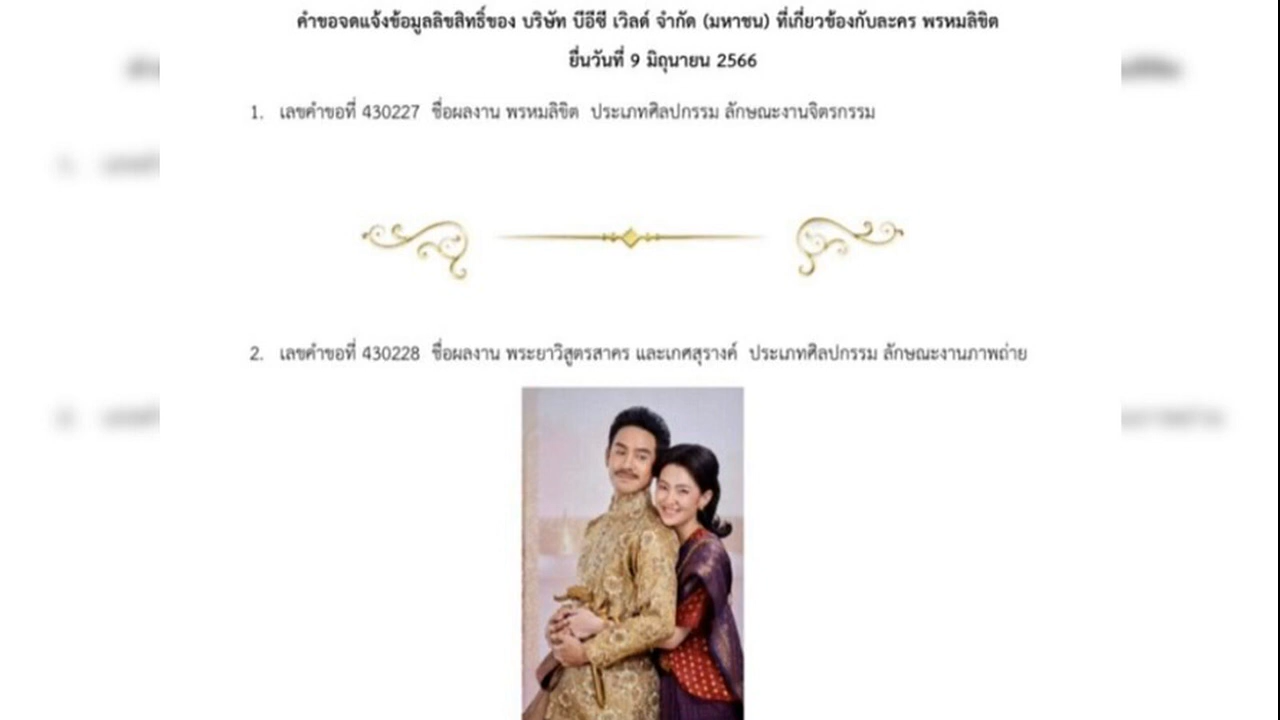 คำขอจดแจ้งข้อมูลลิขสิทธิ์ของ บริษัท บีอีซี เวิลด์ จำกัด (มหาชน) ที่เกี่ยวข้องกับละคร พรหมลิขิต
ยื่นวันที่ 9 มิถุนายน 2566
1. เลขคำขอที่ 430227 ชื่อผลงาน พรหมลิขิต ประเภทศิลปกรรม ลักษณะงานจิตรกรรม
2. เลขคำขอที่ 430228 ชื่อผลงาน พระยาวิสูตรสาคร และเกศสุรางค์ ประเภทศิลปกรรม ลักษณะงานภาพถ่าย